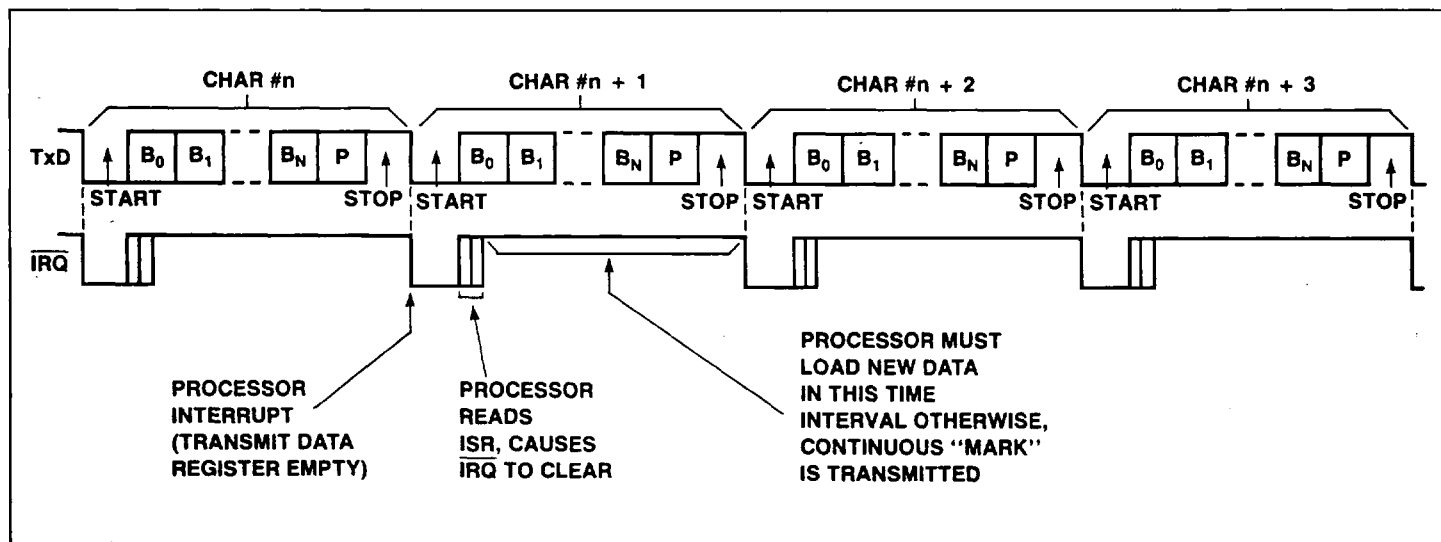 CHAR #n CHAR #n + 1 CHAR #n + 2 CHAR #n + 3
TxD B0 B1 BN P B0 B1 BN P B0 B1 BN P B0 B1 BN P
START STOP START STOP START STOP START STOP
IRQ
PROCESSOR
INTERRUPT
(TRANSMIT DATA
REGISTER EMPTY)
PROCESSOR
READS
ISR, CAUSES
IRQ TO CLEAR
PROCESSOR MUST
LOAD NEW DATA
IN THIS TIME
INTERVAL OTHERWISE,
CONTINUOUS "MARK"
IS TRANSMITTED